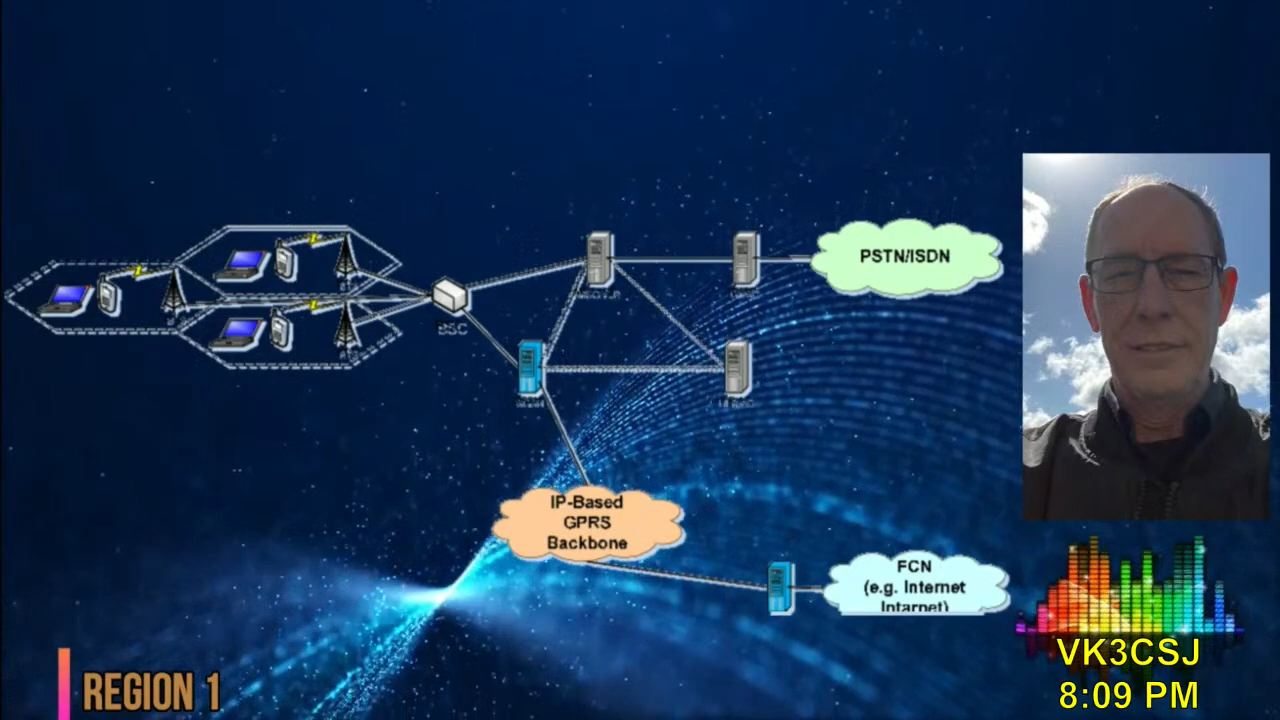 PSTN/ISDN
BSC
IP-Based
GPRS
Backbone
FCN
(e.g. Internet
Intarnet)
VK3CSJ
8:09 PM
REGION 1